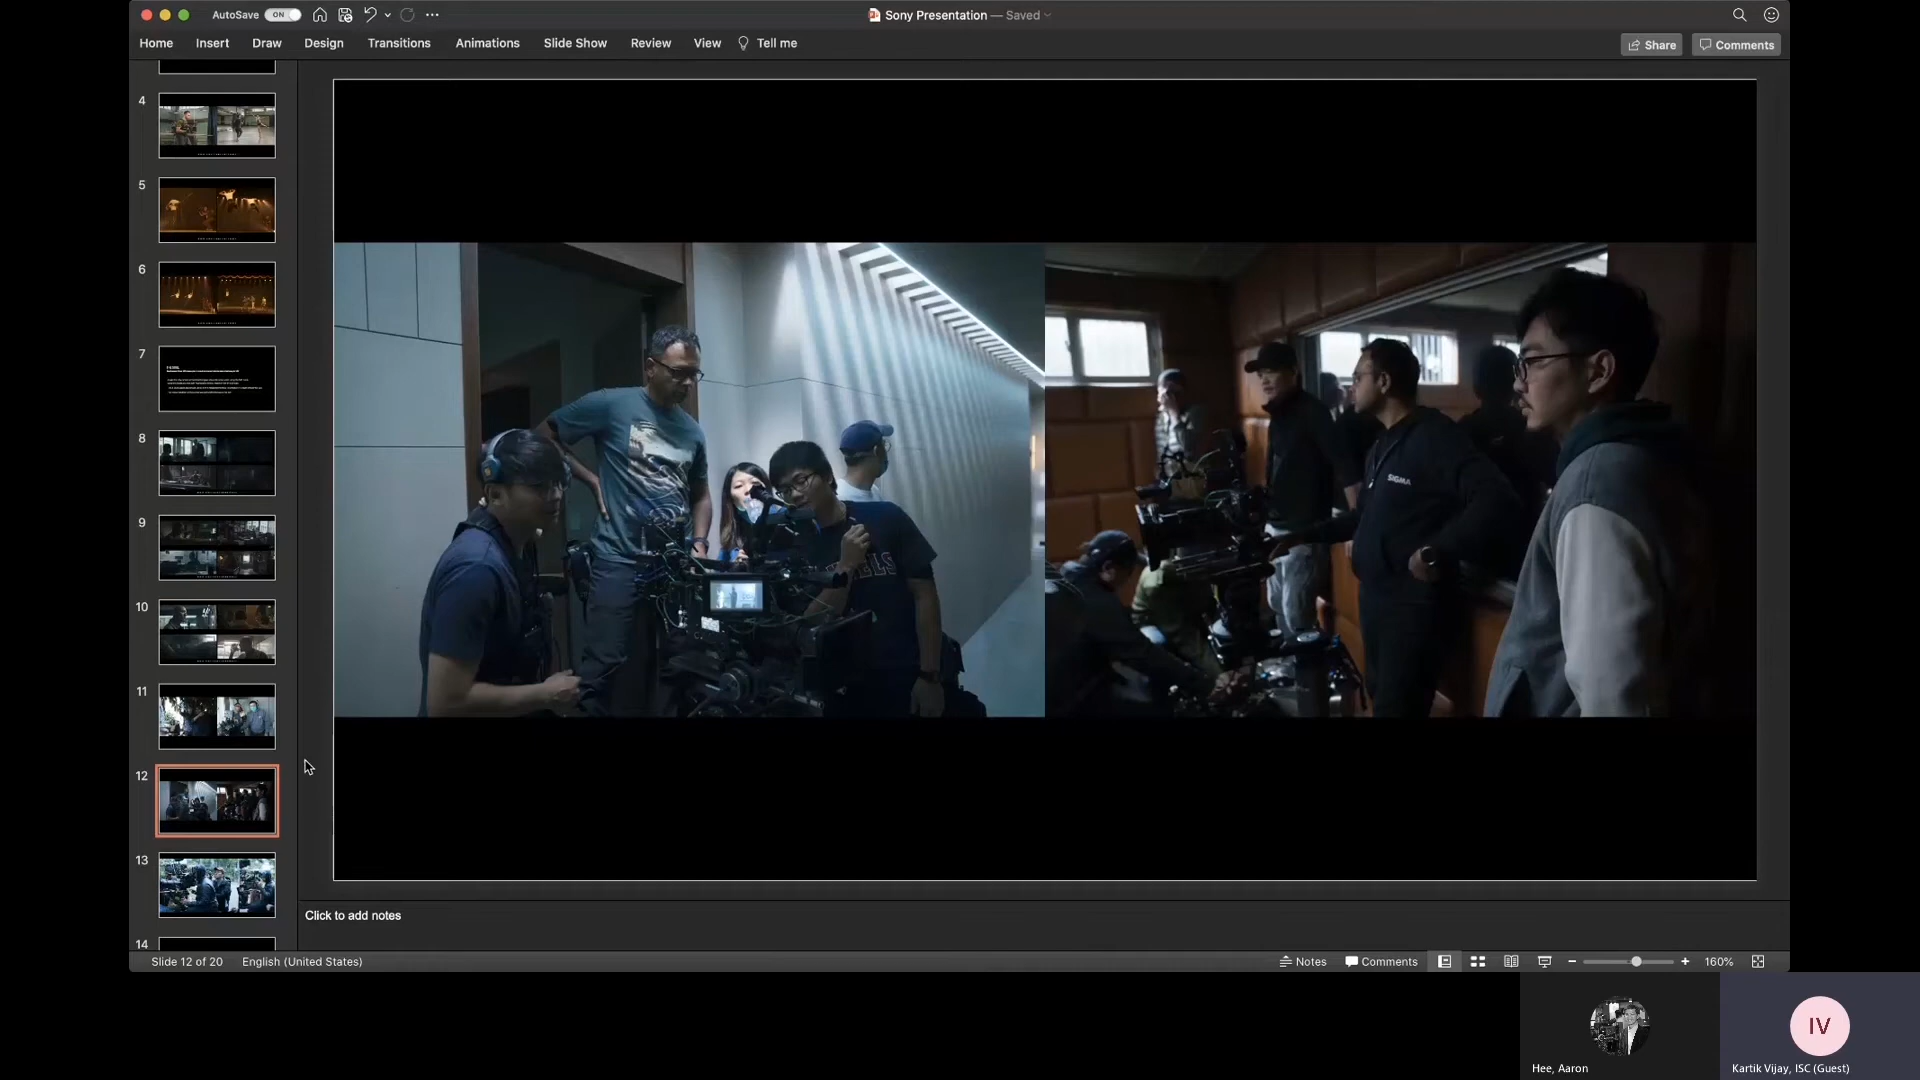 AutoSave ON
Sony Presentation — Saved
Home Insert Draw Design Transitions Animations Slide Show Review View Tell me
Share Comments
4
5
6
7
8
9
10
11
12
13
14
SIGMA
Click to add notes
Slide 12 of 20 English (United States)
Notes Comments 160%
IV
Hee, Aaron
Kartik Vijay, ISC (Guest)